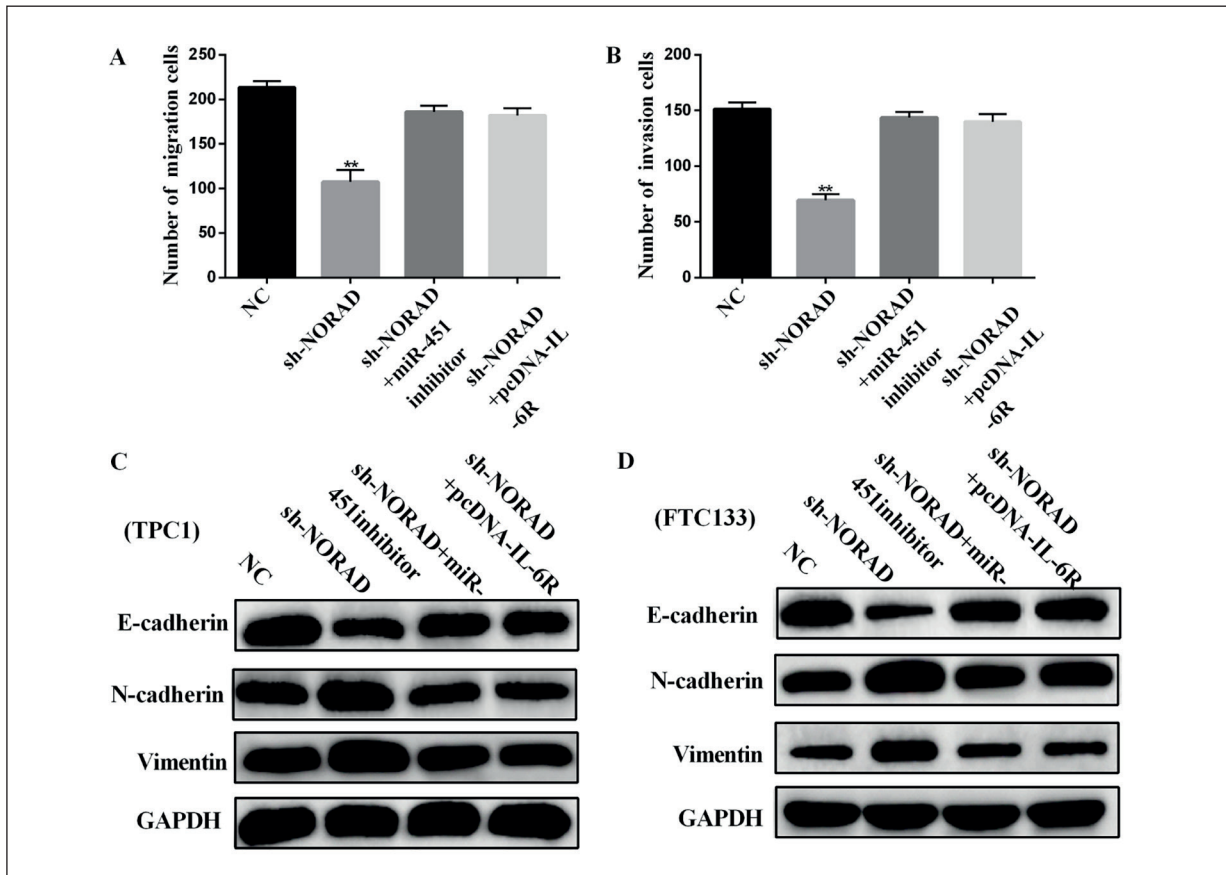 A
Number of migration cells
250
200
150
100
50
0
**
NC
sh-NORAD
sh-NORAD
+miR-451
inhibitor
sh-NORAD
+pcDNA-IL
-6R
B
Number of invasion cells
200
150
100
50
0
**
NC
sh-NORAD
sh-NORAD
+miR-451
inhibitor
sh-NORAD
+pcDNA-IL
-6R
C
(TPC1)
NC
sh-NORAD
sh-NORAD+miR-
451inhibitor
sh-NORAD
+pcDNA-IL-6R
E-cadherin
N-cadherin
Vimentin
GAPDH
D
(FTC133)
NC
sh-NORAD
sh-NORAD+miR-
451inhibitor
sh-NORAD
+pcDNA-IL-6R
E-cadherin
N-cadherin
Vimentin
GAPDH